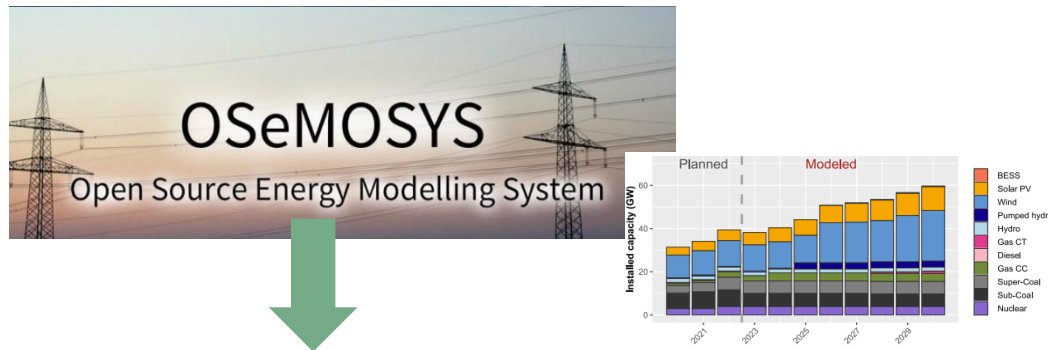 OSeMOSYS
Open Source Energy Modelling System
Planned
Modeled
Installed capacity (GW)
60
40
20
0
2021
2023
2025
2027
2029
BESS
Solar PV
Wind
Pumped hydr
Hydro
Gas CT
Diesel
Gas CC
Super-Coal
Sub-Coal
Nuclear